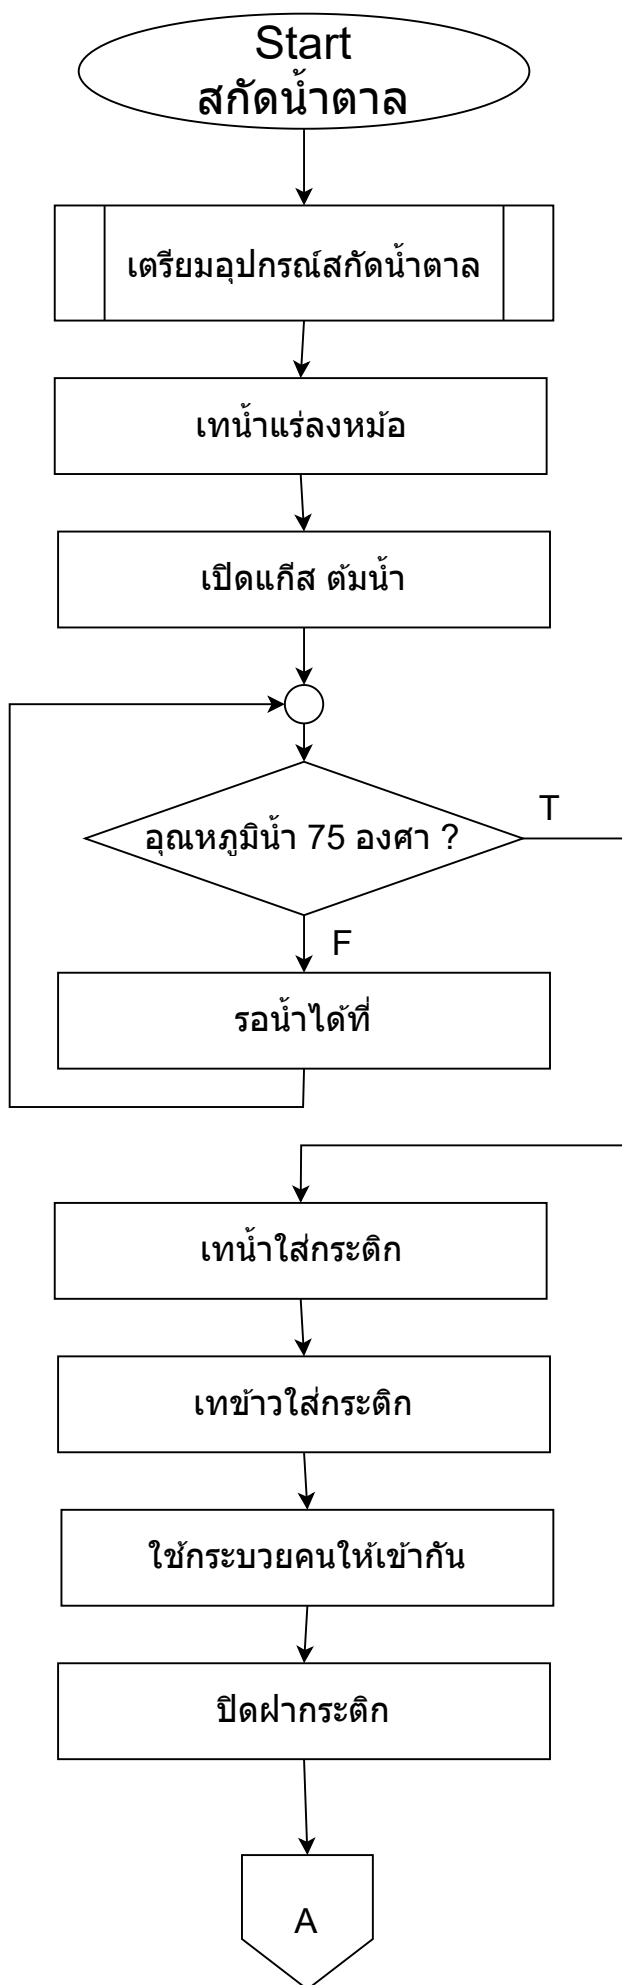 Start
สกัดน้ำตาล
เตรียมอุปกรณ์สกัดน้ำตาล
เทน้ำแร่ลงหม้อ
เปิดแกีส ต้มน้ำ
อุณหภูมิน้ำ 75 องศา ?
T
F
รอน้ำได้ที่
เทน้ำใส่กระติก
เทข้าวใส่กระติก
ใช้กระบวยคนให้เข้ากัน
ปิดฝากระติก
A